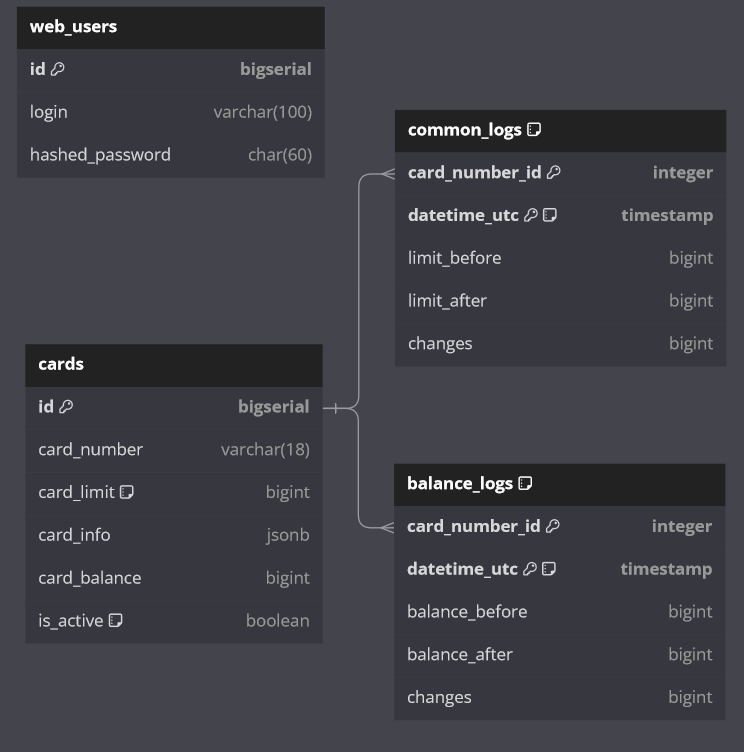 web_users
id bigserial
login varchar(100)
hashed_password char(60)
common_logs
card_number_id integer
datetime_utc timestamp
limit_before bigint
limit_after bigint
changes bigint
cards
id bigserial
card_number varchar(18)
card_limit bigint
card_info jsonb
card_balance bigint
is_active boolean
balance_logs
card_number_id integer
datetime_utc timestamp
balance_before bigint
balance_after bigint
changes bigint